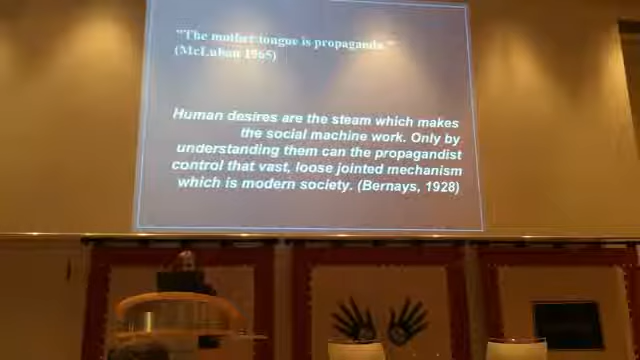 "The mother tongue is propaganda."
(McLuhan 1965)
Human desires are the steam which makes
the social machine work. Only by
understanding them can the propagandist
control that vast, loose jointed mechanism
which is modern society. (Bernays, 1928)